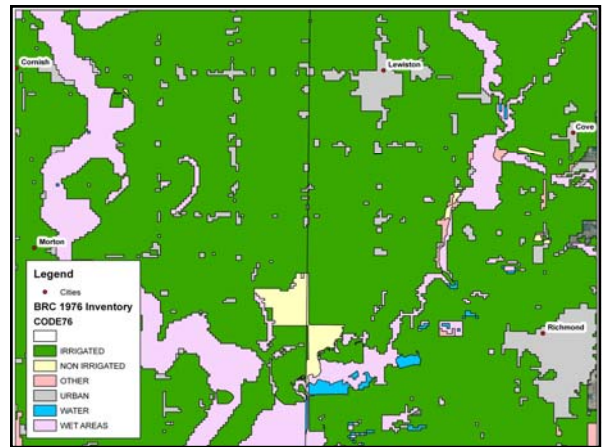 Cornish
Lewiston
Cove
Morton
Richmond
Legend
Cities
BRC 1976 Inventory
CODE76
IRRIGATED
NON IRRIGATED
OTHER
URBAN
WATER
WET AREAS